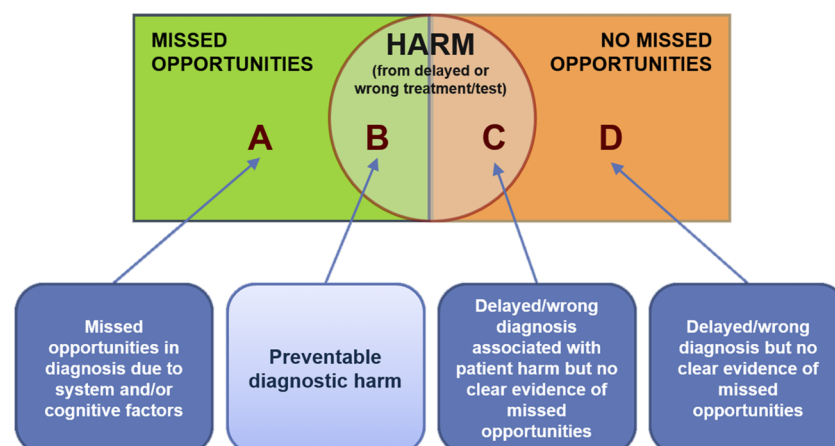 MISSED
OPPORTUNITIES
HARM
(from delayed or
wrong treatment/test)
NO MISSED
OPPORTUNITIES
A
B
C
D
Missed
opportunities in
diagnosis due to
system and/or
cognitive factors
Preventable
diagnostic harm
Delayed/wrong
diagnosis
associated with
patient harm but no
clear evidence of
missed
opportunities
Delayed/wrong
diagnosis but no
clear evidence of
missed
opportunities